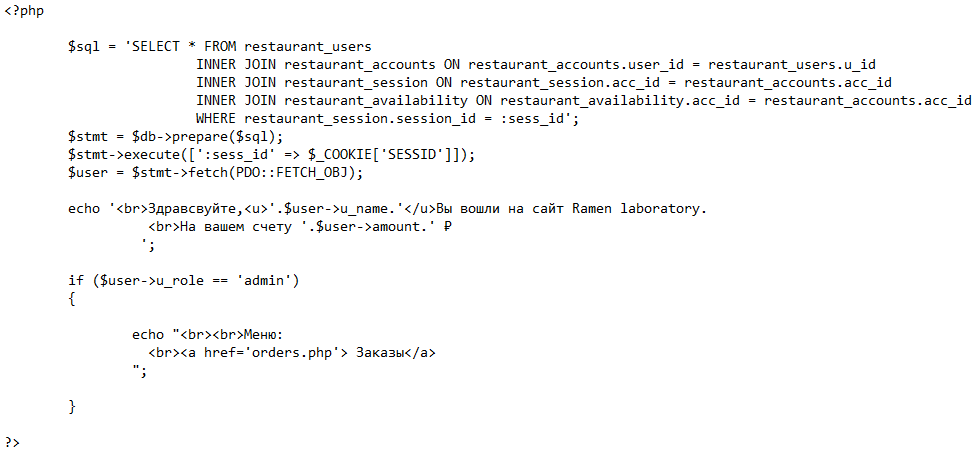 <?php
$sql = 'SELECT * FROM restaurant_users
INNER JOIN restaurant_accounts ON restaurant_accounts.user_id = restaurant_users.u_id
INNER JOIN restaurant_session ON restaurant_session.acc_id = restaurant_accounts.acc_id
INNER JOIN restaurant_availability ON restaurant_availability.acc_id = restaurant_accounts.acc_id
WHERE restaurant_session.session_id = :sess_id';
$stmt = $db->prepare($sql);
$stmt->execute([':sess_id' => $_COOKIE['SESSID']]);
$user = $stmt->fetch(PDO::FETCH_OBJ);
echo '<br>Здравсвуйте,<u>'.$user->u_name.'</u>Вы вошли на сайт Ramen laboratory.
<br>На вашем счету '.$user->amount.' ₽
';
if ($user->u_role == 'admin')
{
echo "<br><br>Меню:
<br><a href='orders.php'> Заказы</a>
";
}
?>